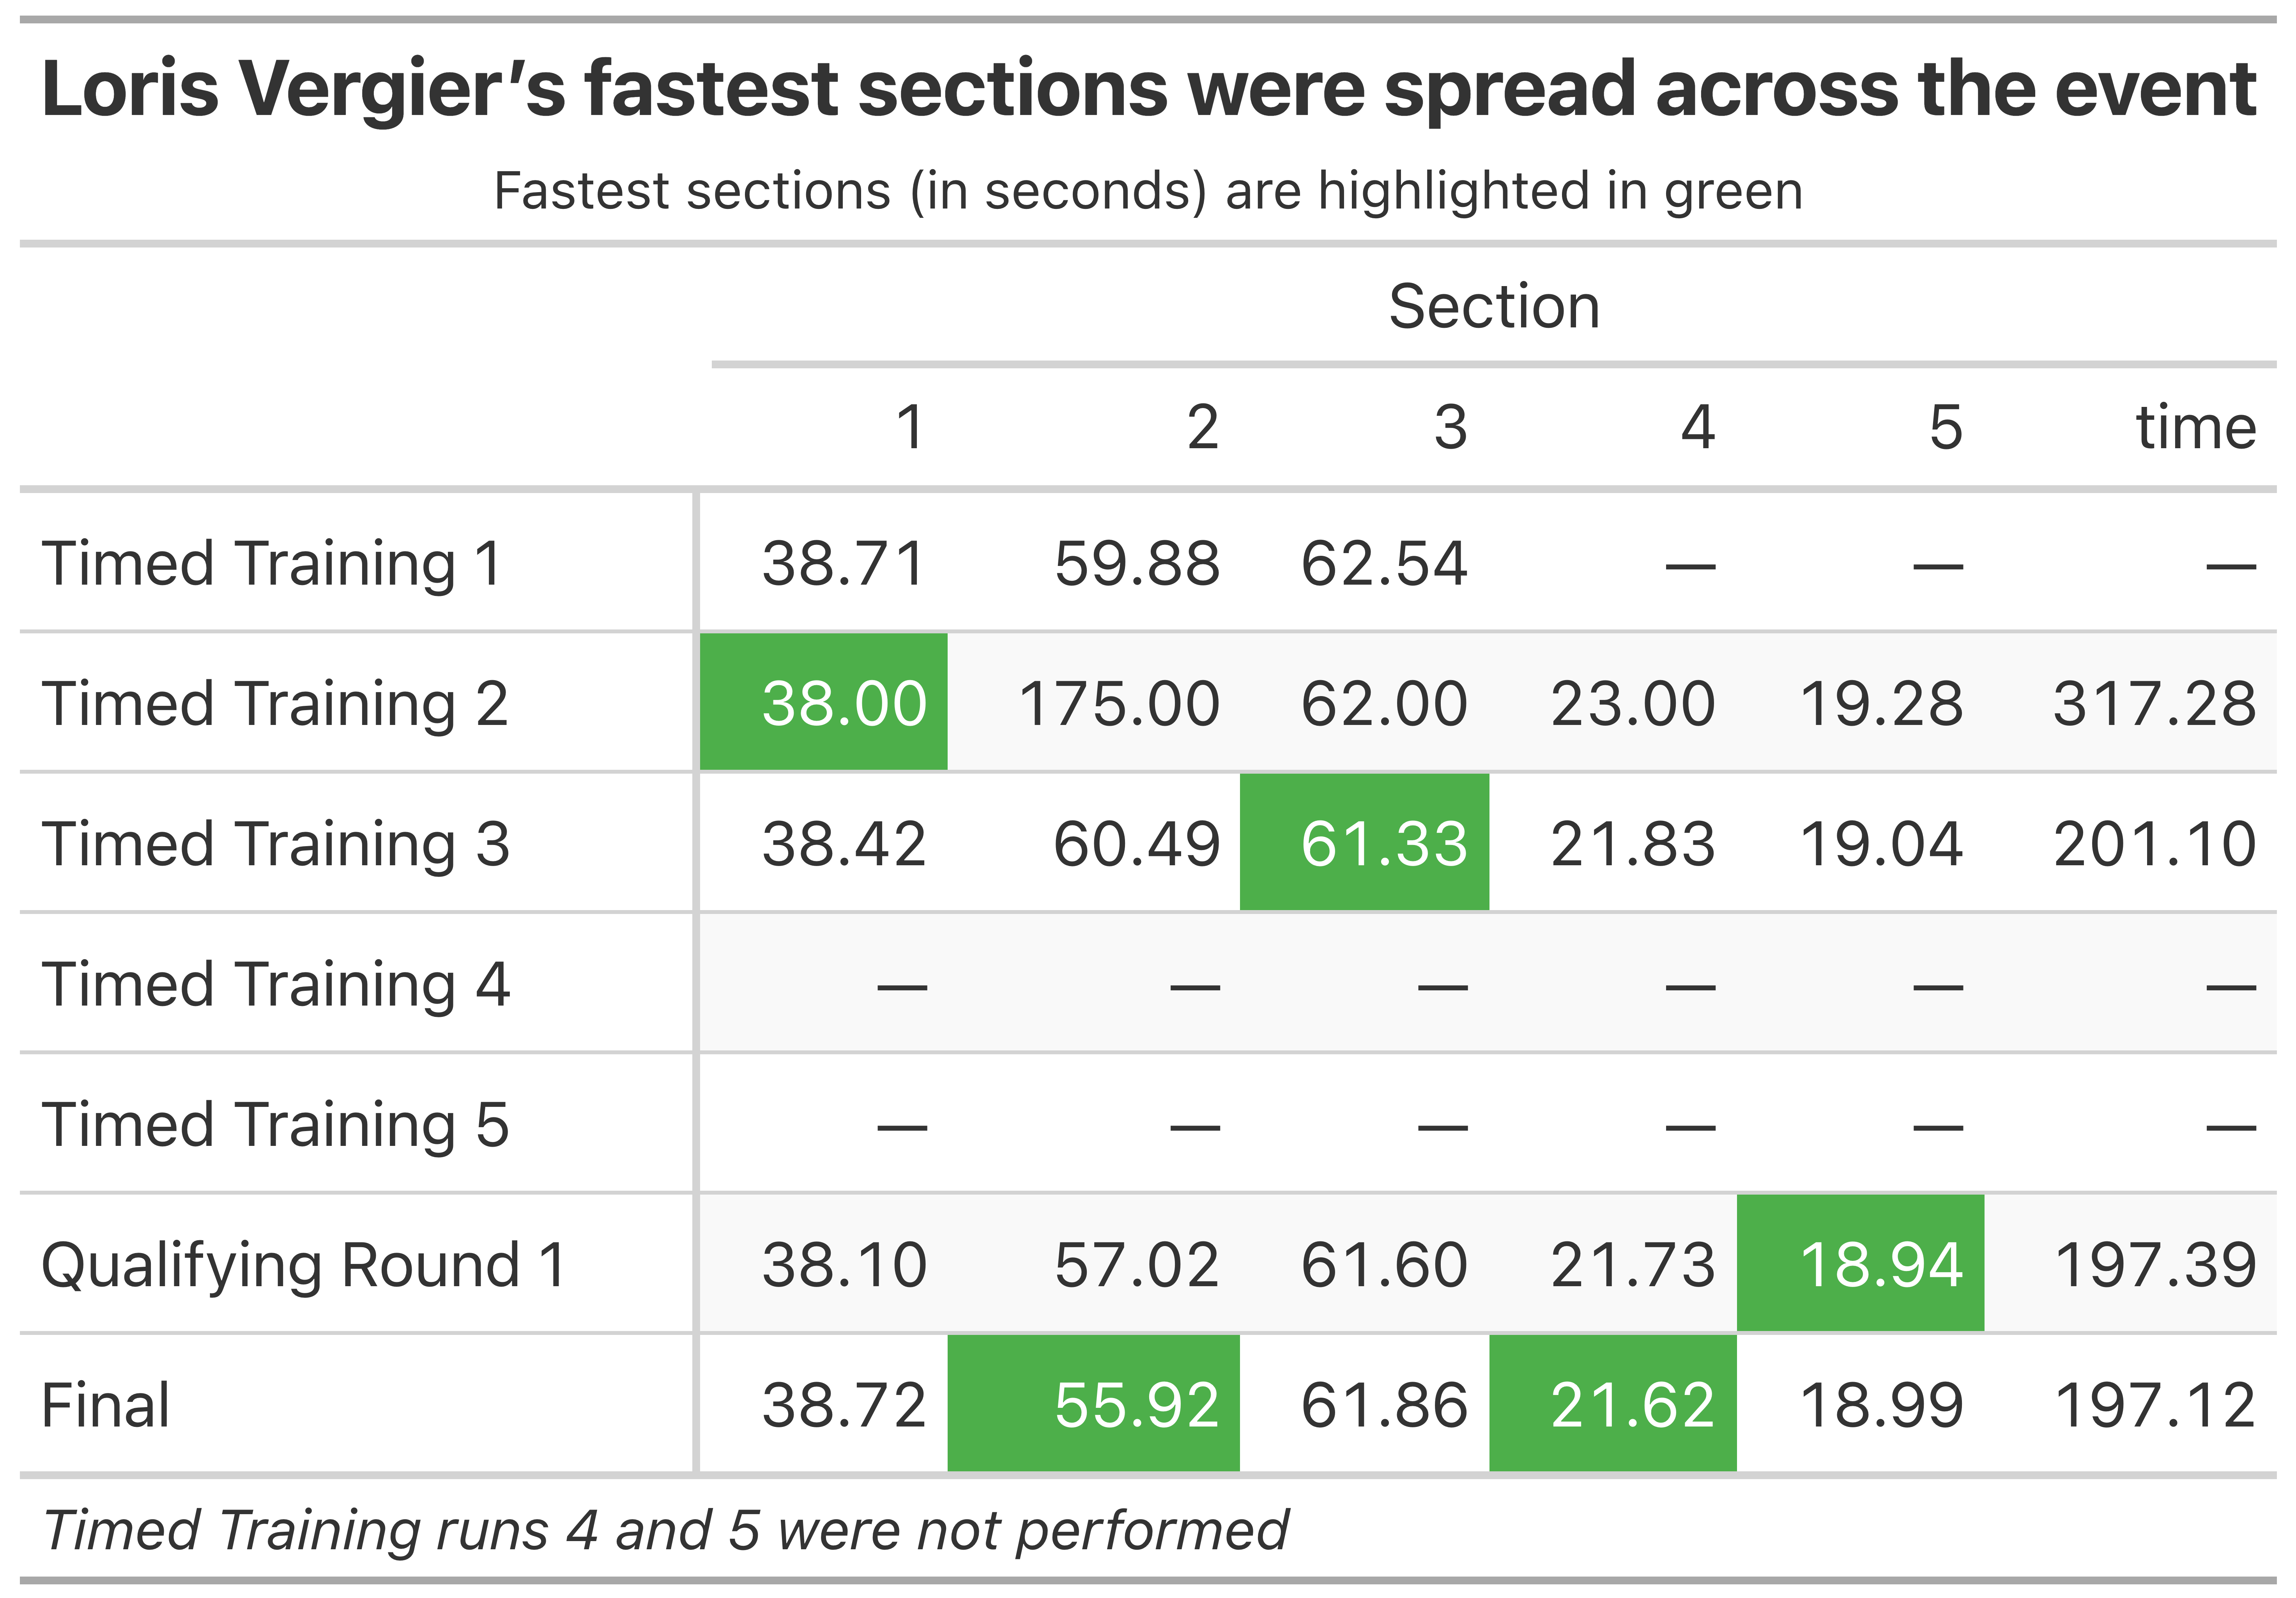 Loris Vergier’s fastest sections were spread across the event
Fastest sections (in seconds) are highlighted in green
Section
1 2 3 4 5 time
Timed Training 1 38.71 59.88 62.54 — — —
Timed Training 2 38.00 175.00 62.00 23.00 19.28 317.28
Timed Training 3 38.42 60.49 61.33 21.83 19.04 201.10
Timed Training 4 — — — — — —
Timed Training 5 — — — — — —
Qualifying Round 1 38.10 57.02 61.60 21.73 18.94 197.39
Final 38.72 55.92 61.86 21.62 18.99 197.12
Timed Training runs 4 and 5 were not performed